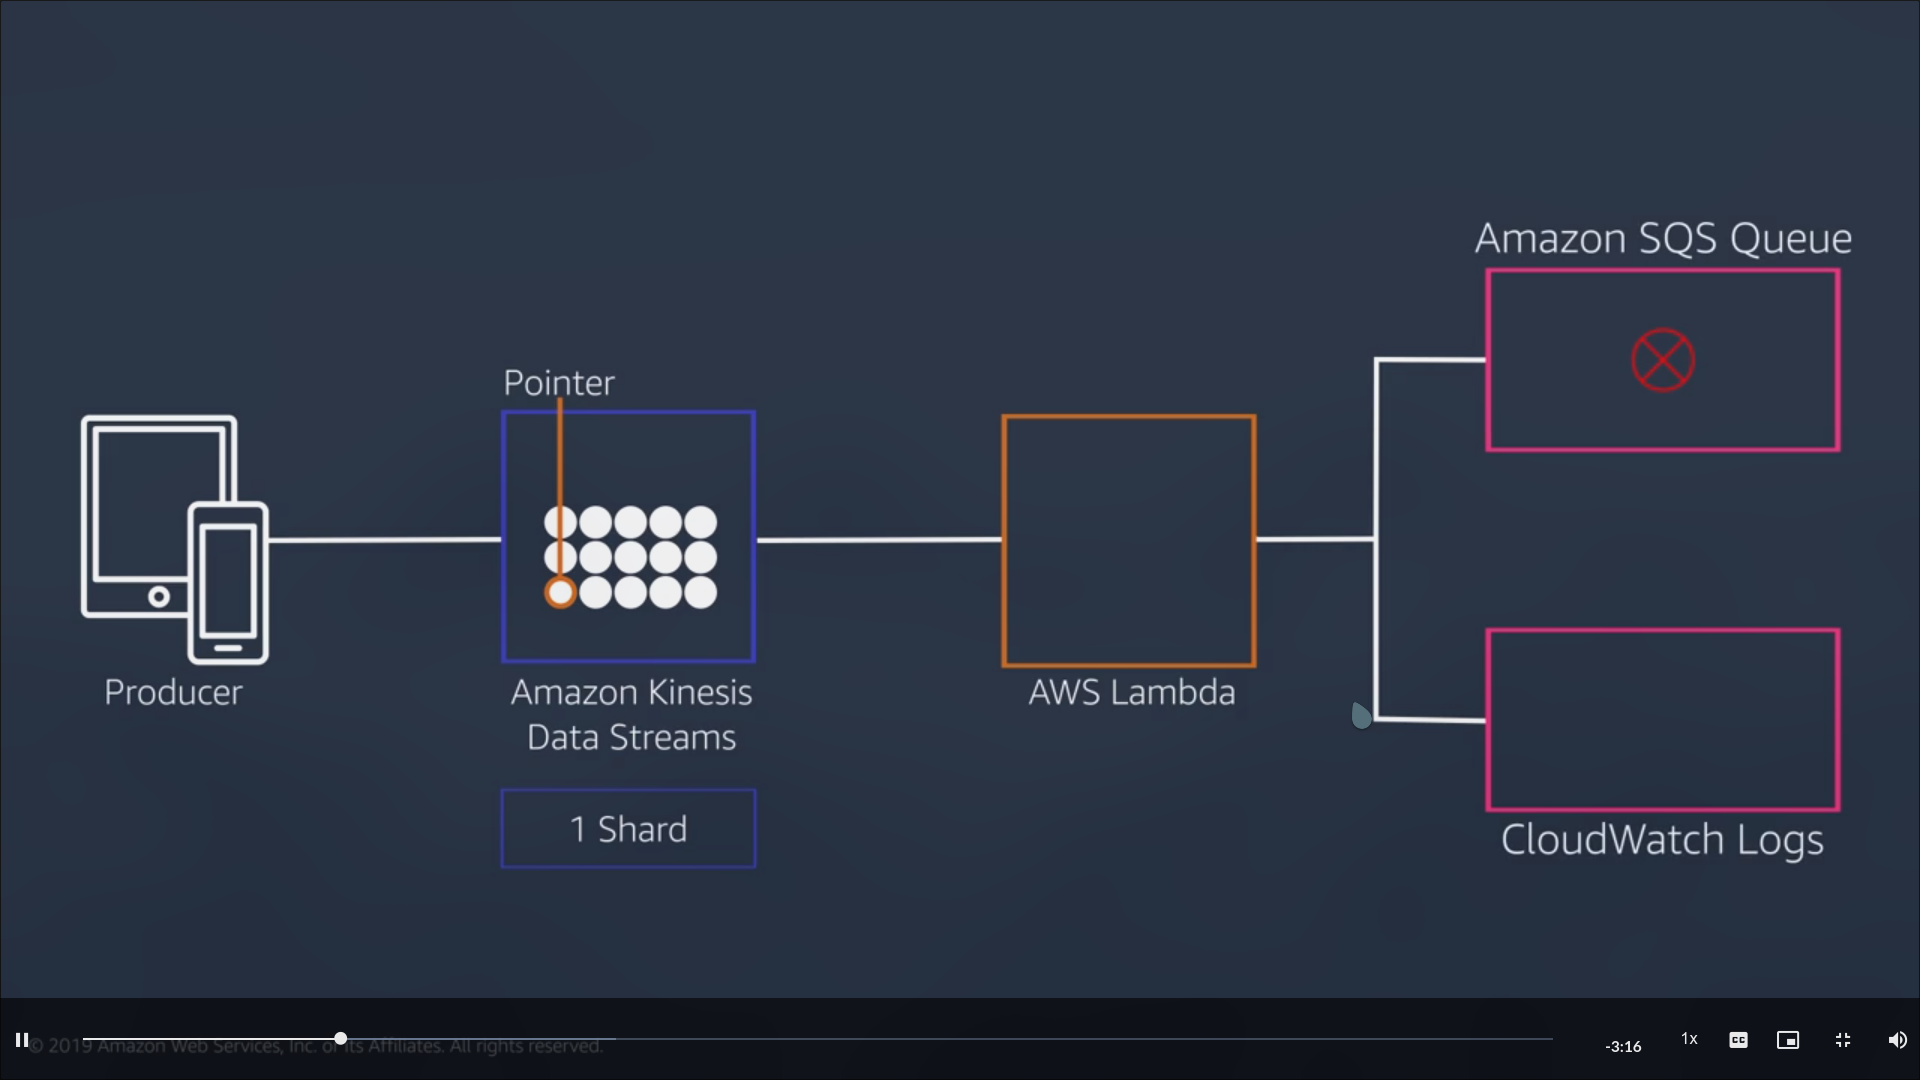 Amazon SQS Queue
Pointer
Producer
Amazon Kinesis
Data Streams
AWS Lambda
1 Shard
CloudWatch Logs
© 2019 Amazon Web Services, Inc. or its Affiliates. All rights reserved.
-3:16
1x
CC